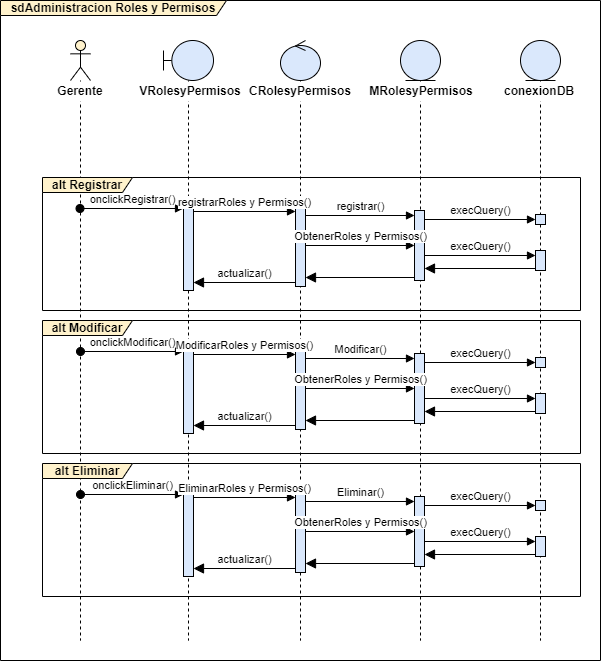 sdAdministracion Roles y Permisos
Gerente
VRolesyPermisos
CRolesyPermisos
MRolesyPermisos
conexionDB
alt Registrar
onclickRegistrar()
registrarRoles y Permisos()
registrar()
execQuery()
ObtenerRoles y Permisos()
execQuery()
actualizar()
alt Modificar
onclickModificar()
ModificarRoles y Permisos()
Modificar()
execQuery()
ObtenerRoles y Permisos()
execQuery()
actualizar()
alt Eliminar
onclickEliminar()
EliminarRoles y Permisos()
Eliminar()
execQuery()
ObtenerRoles y Permisos()
execQuery()
actualizar()